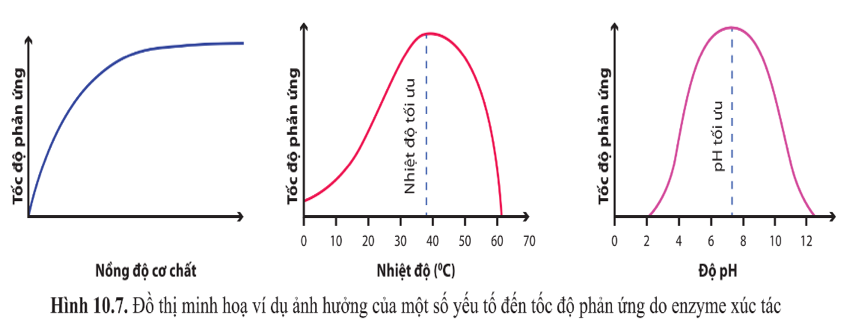 Tốc độ phản ứng
Nồng độ cơ chất
Tốc độ phản ứng
Nhiệt độ tối ưu
0 10 20 30 40 50 60 70
Nhiệt độ (⁰C)
Tốc độ phản ứng
pH tối ưu
0 2 4 6 8 10 12
Độ pH
Hình 10.7. Đồ thị minh hoạ ví dụ ảnh hưởng của một số yếu tố đến tốc độ phản ứng do enzyme xúc tác